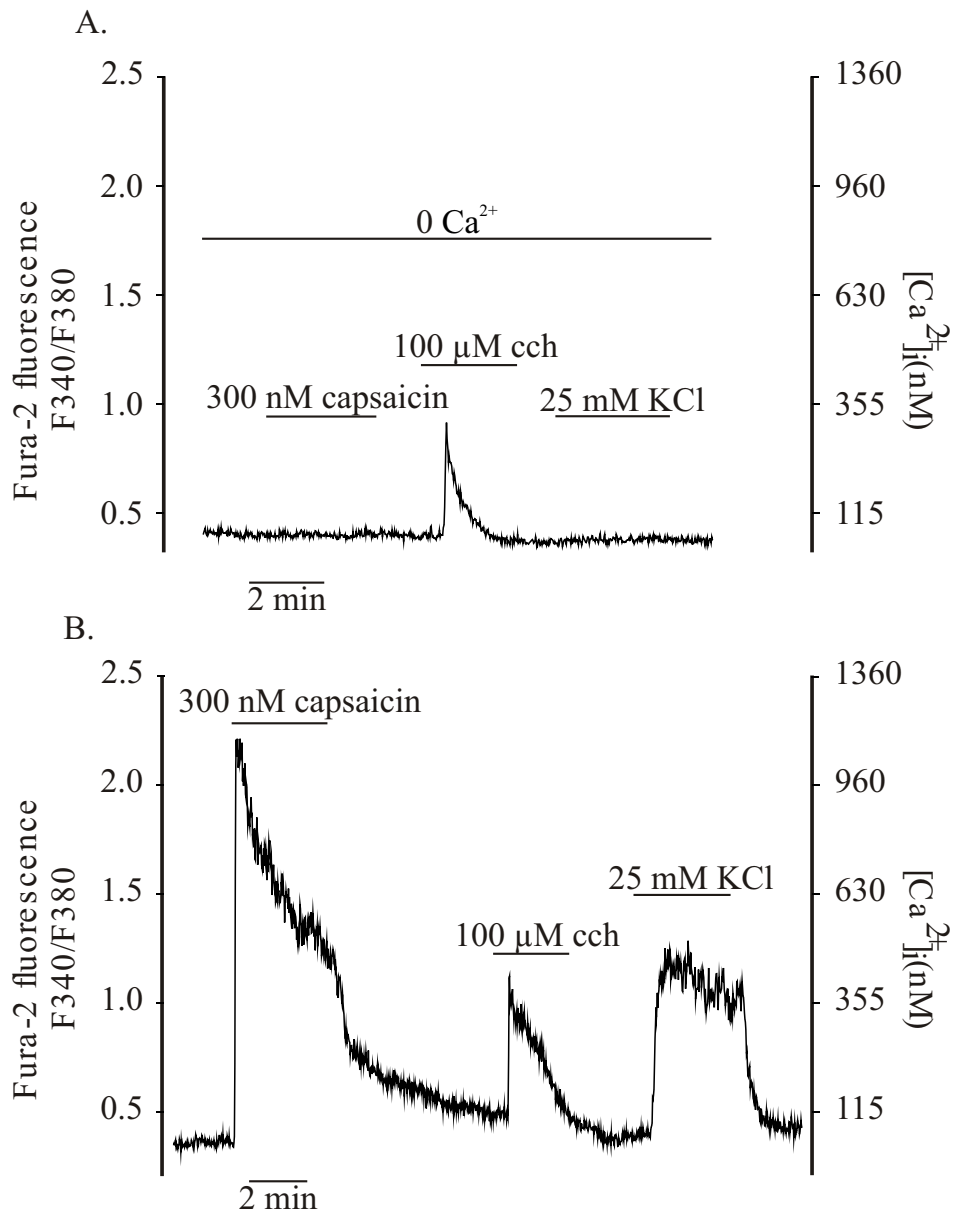 A.
2.5
2.0
1.5
1.0
0.5
Fura-2 fluorescence
F340/F380
0 Ca²⁺
100 µM cch
300 nM capsaicin
25 mM KCl
1360
960
630
355
115
[Ca²⁺]i(nM)
2 min
B.
2.5
2.0
1.5
1.0
0.5
Fura-2 fluorescence
F340/F380
300 nM capsaicin
25 mM KCl
100 µM cch
1360
960
630
355
115
[Ca²⁺]i(nM)
2 min